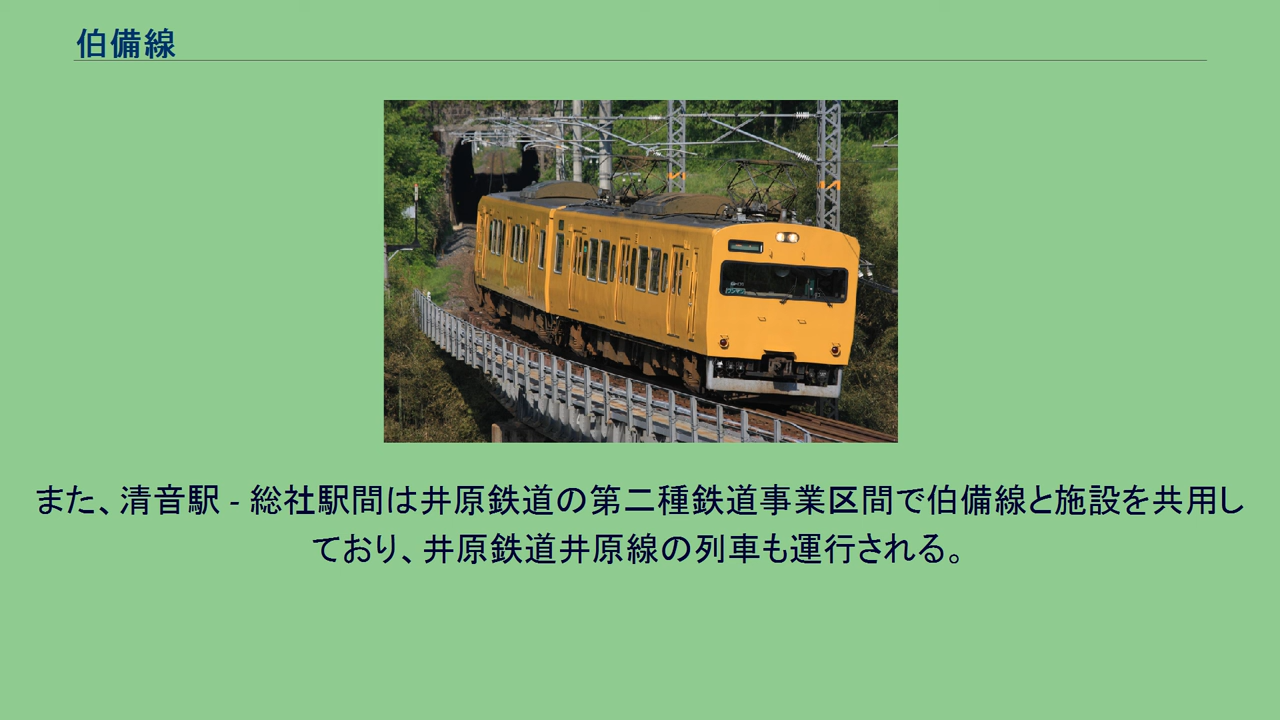 伯備線
また、清音駅 - 総社駅間は井原鉄道の第二種鉄道事業区間で伯備線と施設を共用し
ており、井原鉄道井原線の列車も運行される。